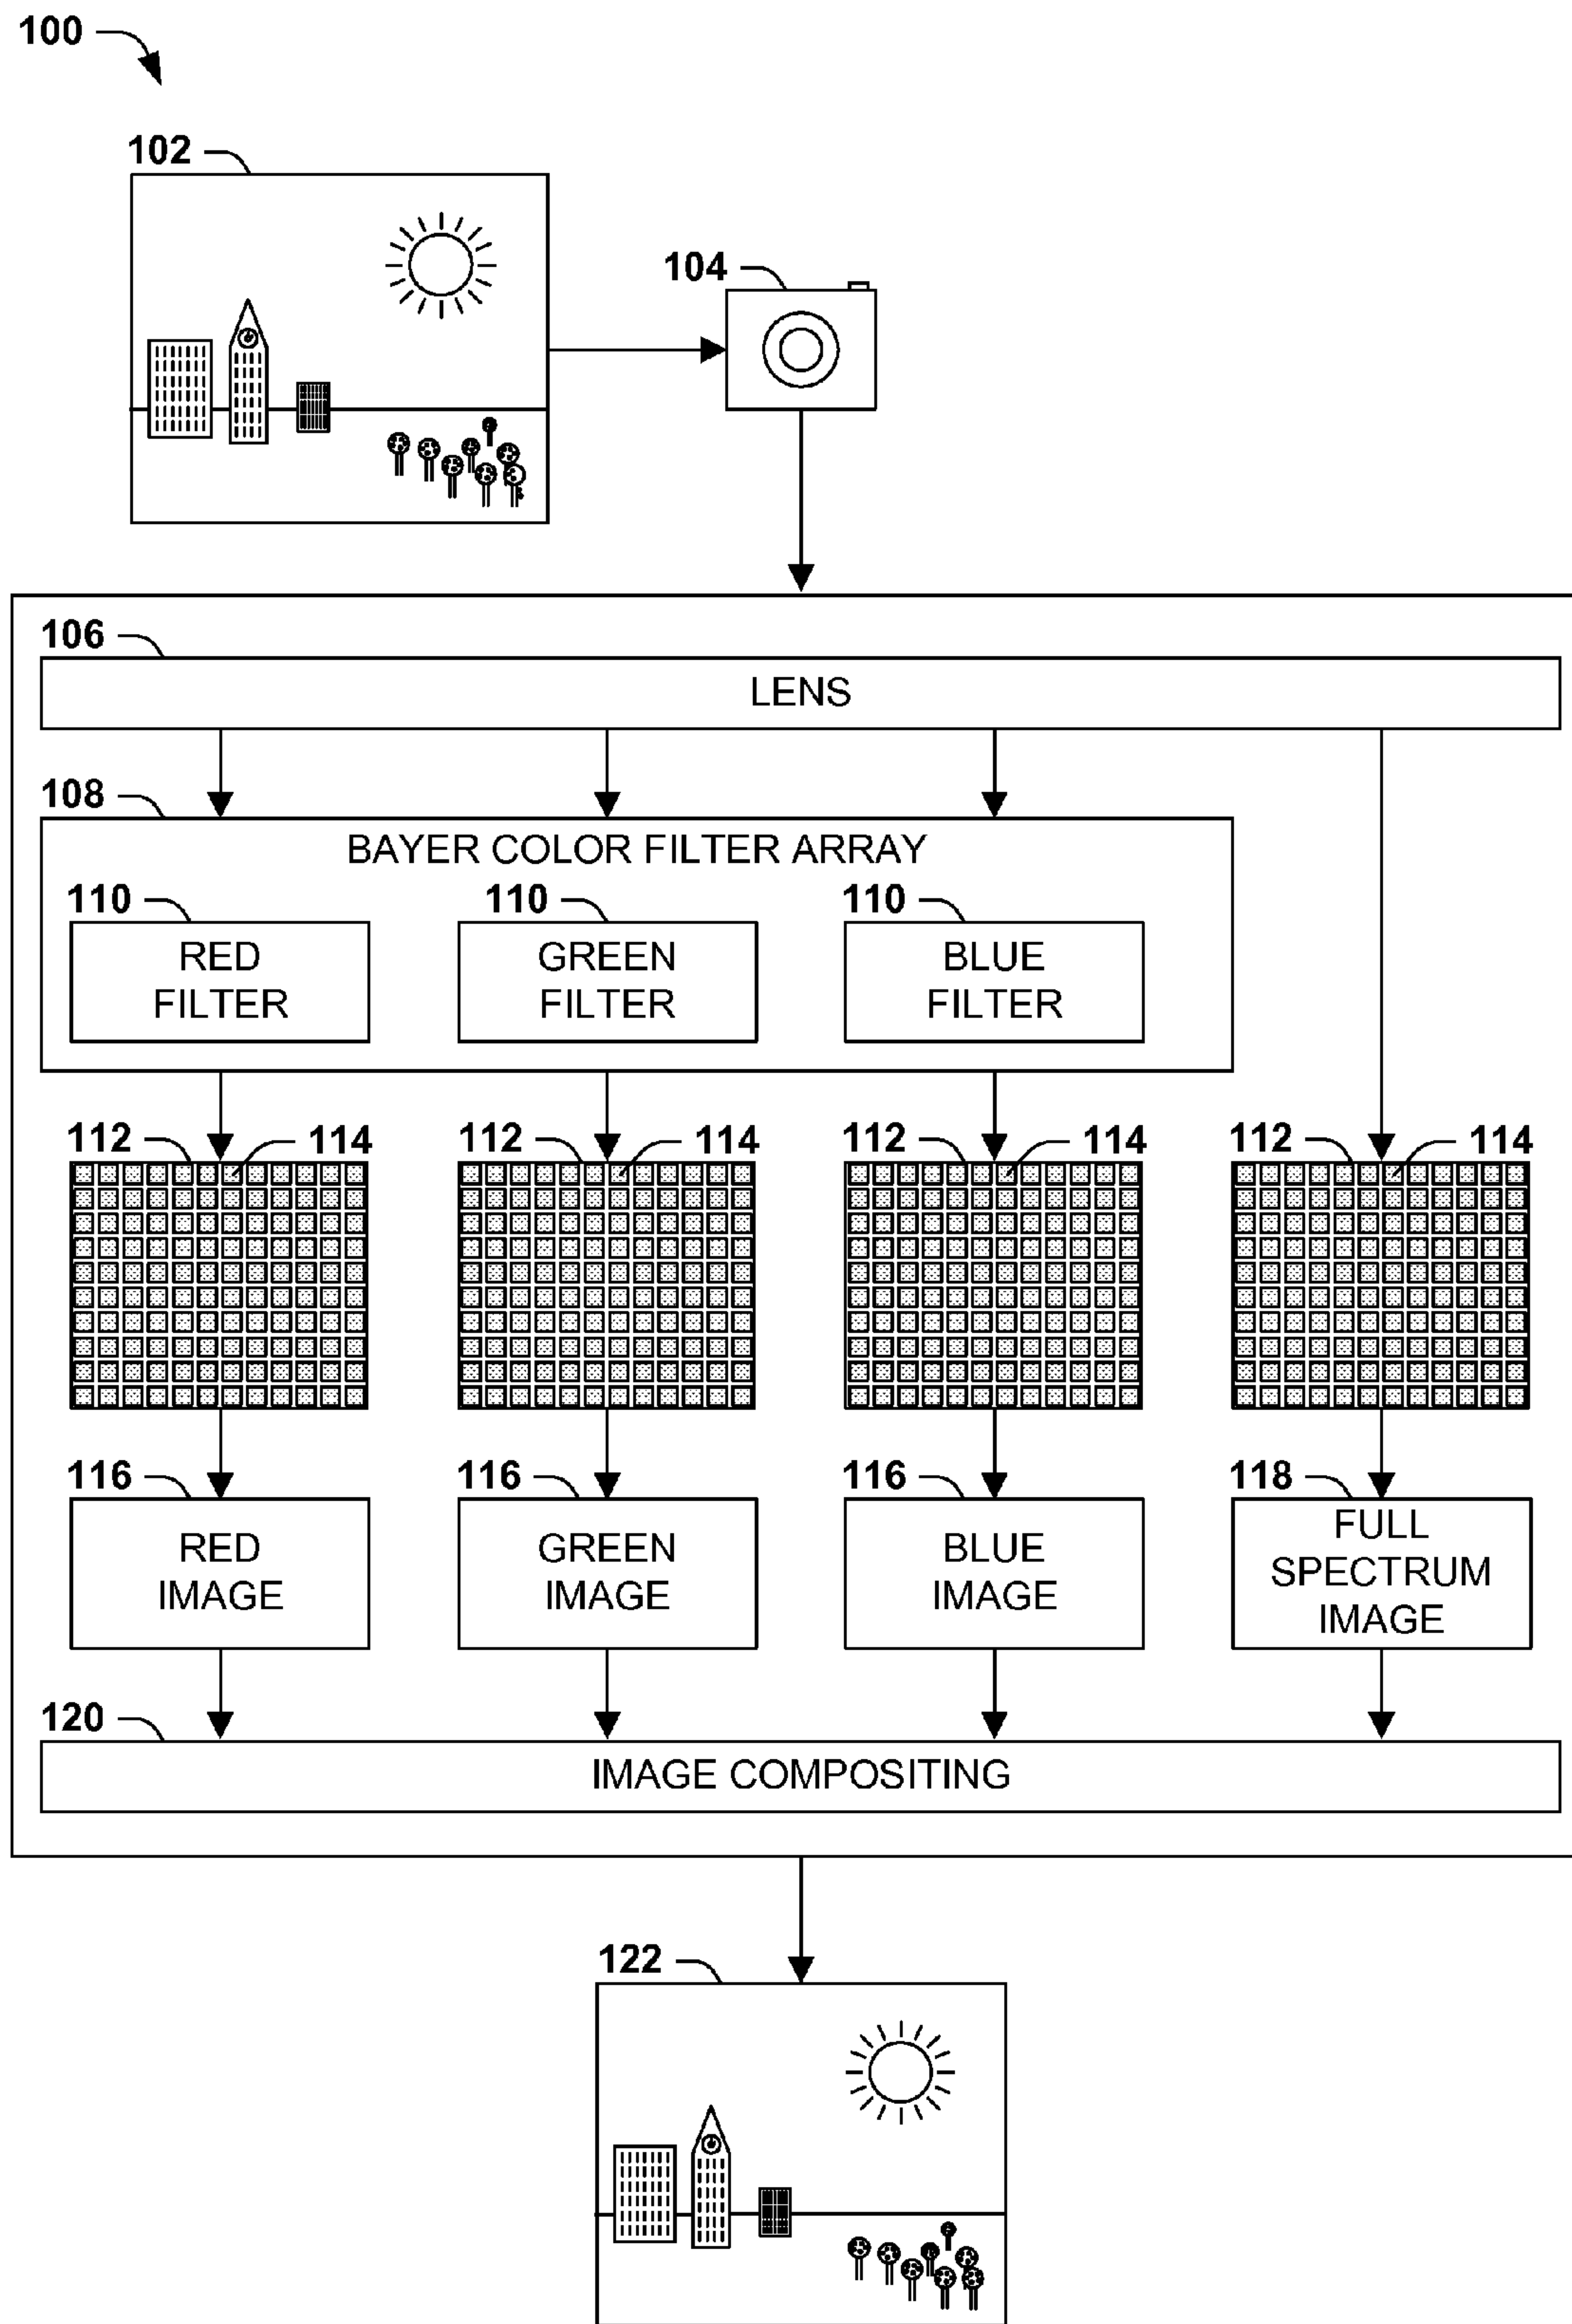 100
102
104
106
LENS
108
BAYER COLOR FILTER ARRAY
110 110 110
RED
FILTER
GREEN
FILTER
BLUE
FILTER
112 114 112 114 112 114 112 114
116 116 116 118
RED
IMAGE
GREEN
IMAGE
BLUE
IMAGE
FULL
SPECTRUM
IMAGE
120
IMAGE COMPOSITING
122